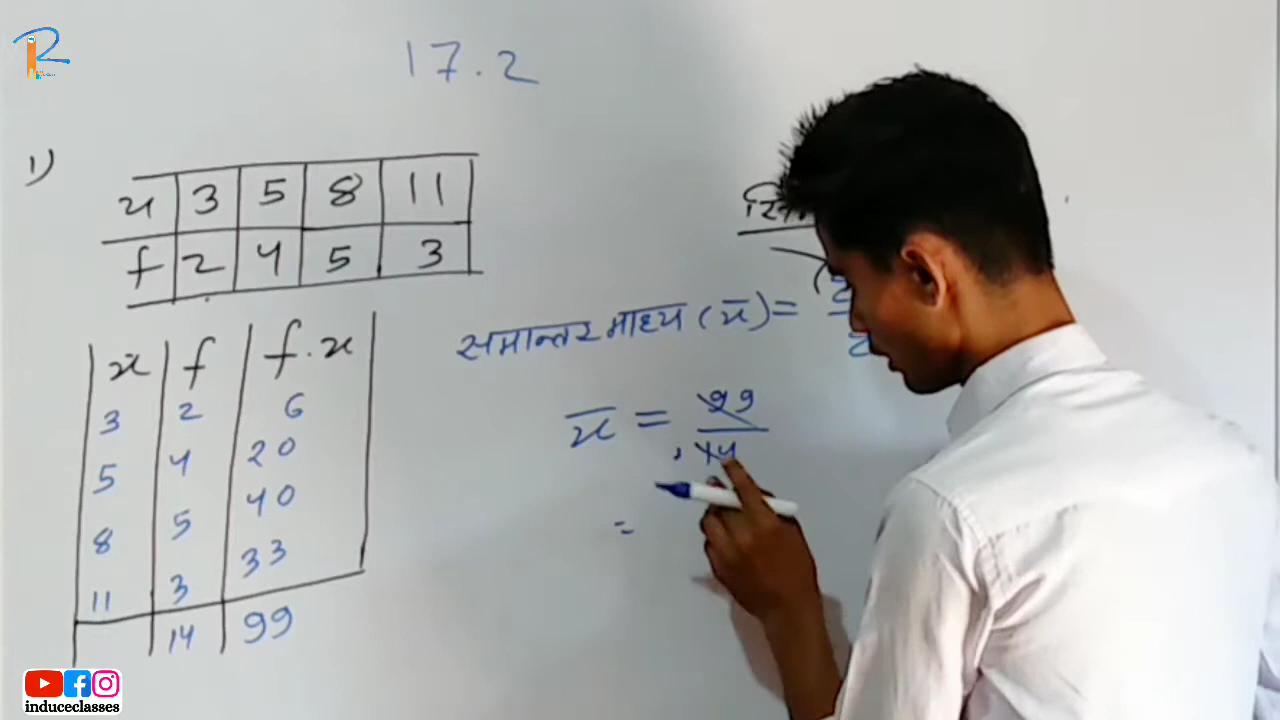 17.2
1)
x 3 5 8 11
f 2 4 5 3
x f f.x
3 2 6
5 4 20
8 5 40
11 3 33
14 99
समान्तर माध्य (x̄) =
x̄ = 99/14
=
induceclasses